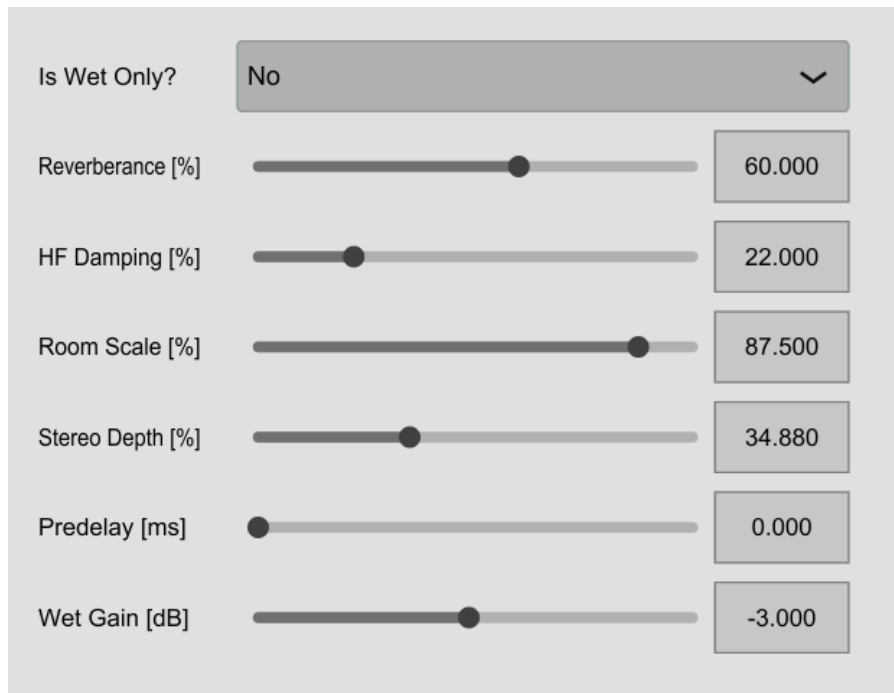 Is Wet Only? No
Reverberance [%] 60.000
HF Damping [%] 22.000
Room Scale [%] 87.500
Stereo Depth [%] 34.880
Predelay [ms] 0.000
Wet Gain [dB] -3.000